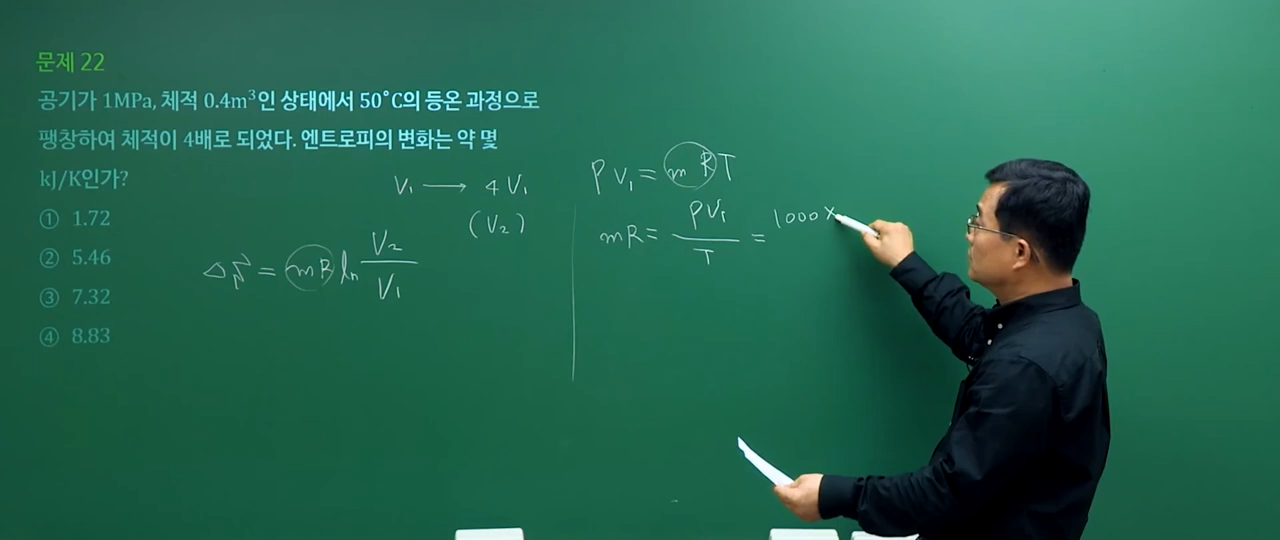 문제 22
공기가 1MPa, 체적 0.4m³인 상태에서 50°C의 등온 과정으로
팽창하여 체적이 4배로 되었다. 엔트로피의 변화는 약 몇
kJ/K인가?
① 1.72
② 5.46
③ 7.32
④ 8.83
V₁ → 4V₁
(V₂)
△S = mR ln V₂/V₁
PV₁ = mRT
mR = PV₁/T = 1000×